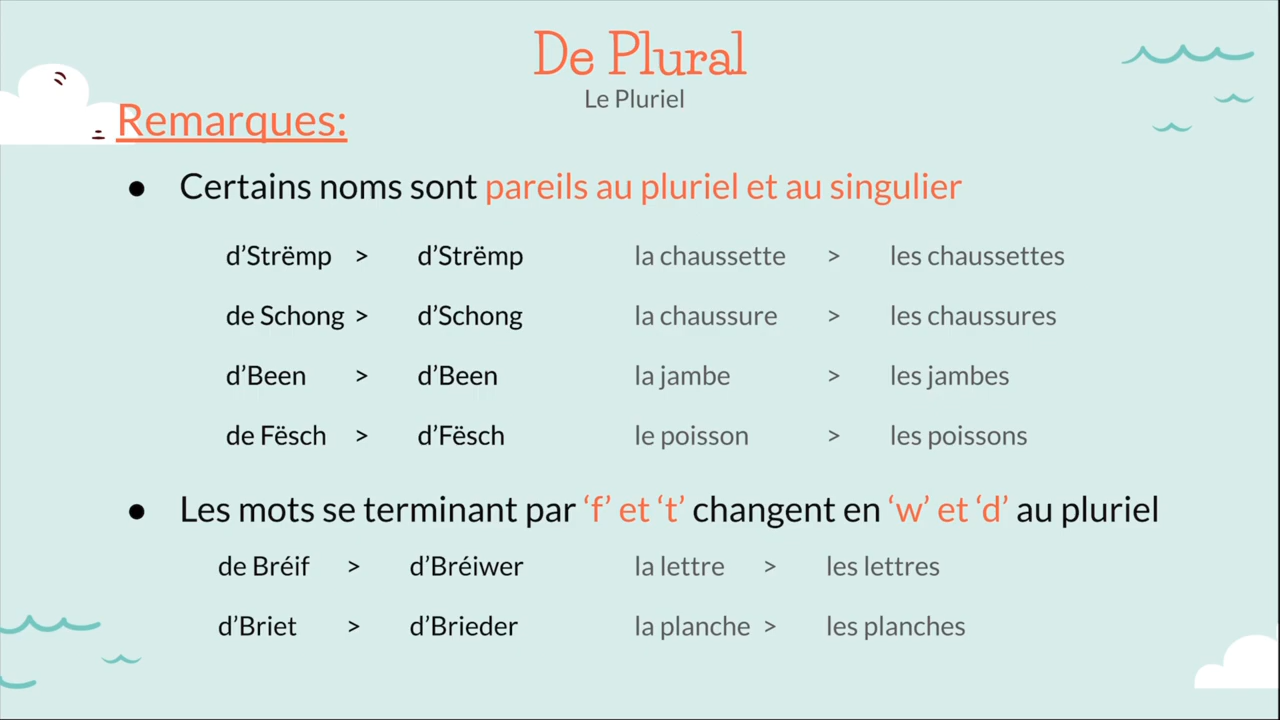 De Plural
Le Pluriel
Remarques:
● Certains noms sont pareils au pluriel et au singulier
d’Strëmp > d’Strëmp la chaussette > les chaussettes
de Schong > d’Schong la chaussure > les chaussures
d’Been > d’Been la jambe > les jambes
de Fësch > d’Fësch le poisson > les poissons
● Les mots se terminant par ‘f’ et ‘t’ changent en ‘w’ et ‘d’ au pluriel
de Bréif > d’Bréiwer la lettre > les lettres
d’Briet > d’Brieder la planche > les planches